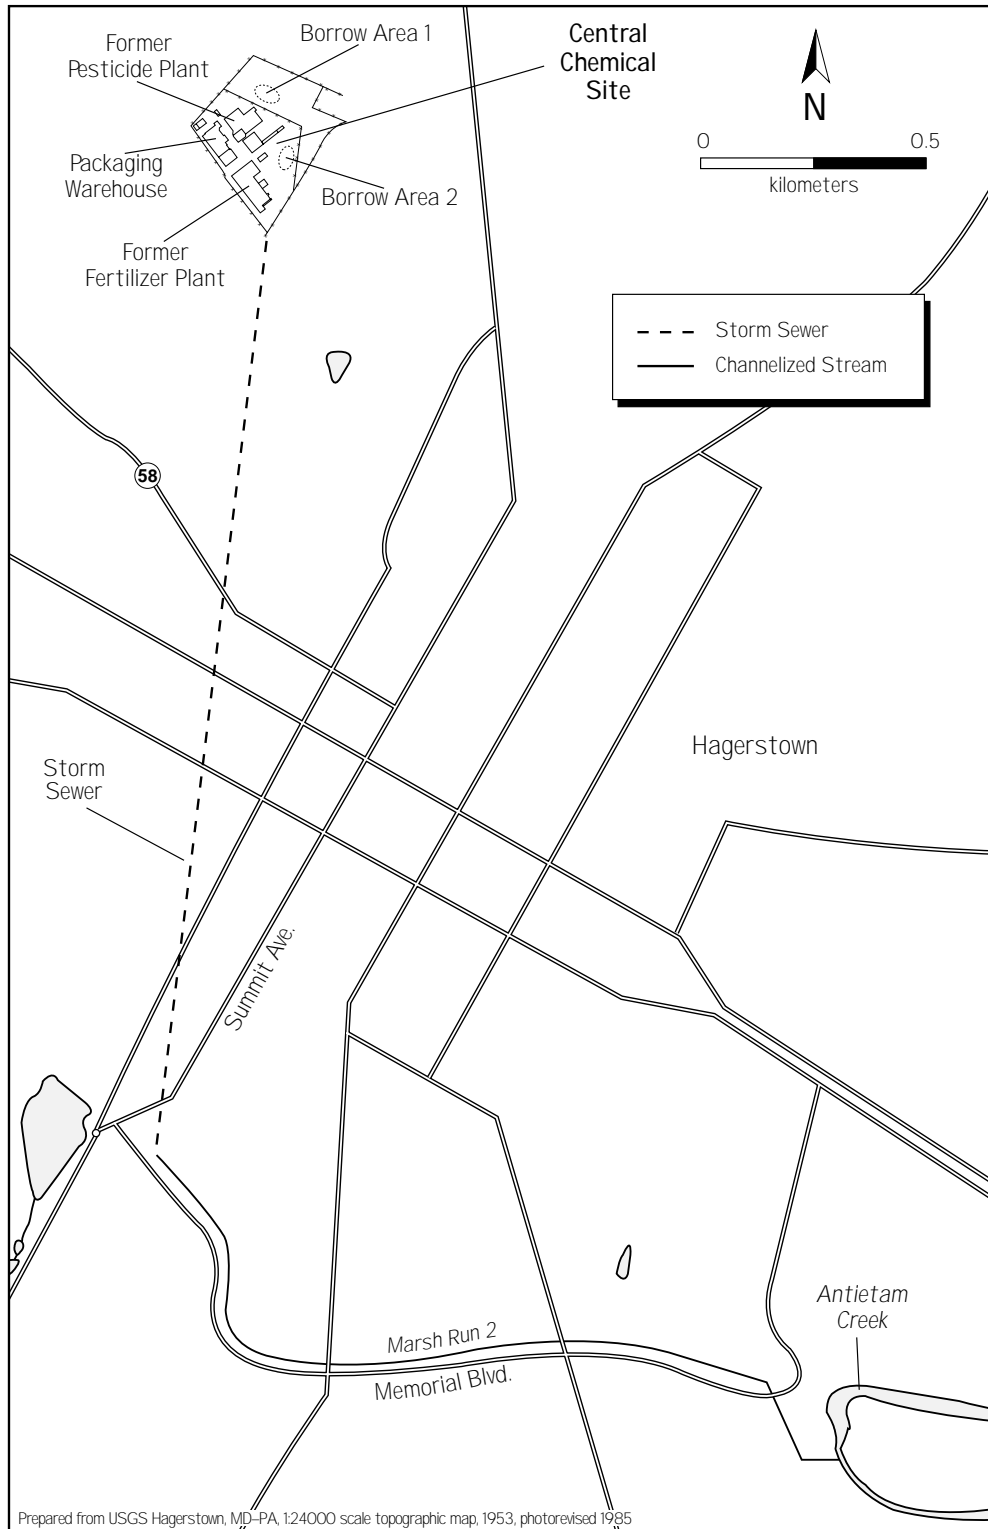 Former
Pesticide Plant
Borrow Area 1
Central
Chemical
Site
N
0 0.5
kilometers
Packaging
Warehouse
Borrow Area 2
Former
Fertilizer Plant
Storm Sewer
Channelized Stream
58
Hagerstown
Storm
Sewer
Summit Ave.
Antietam
Creek
Marsh Run 2
Memorial Blvd.
Prepared from USGS Hagerstown, MD–PA, 1:24000 scale topographic map, 1953, photorevised 1985